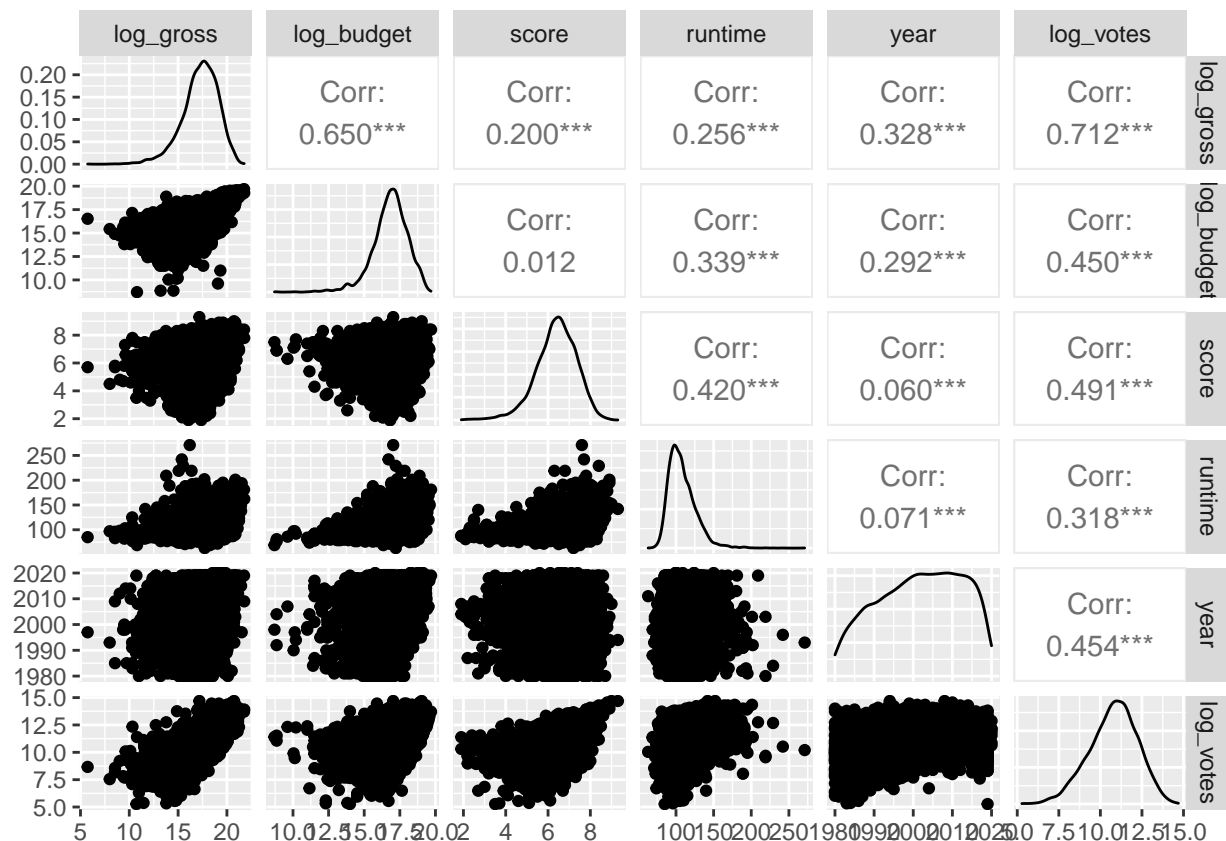 log_gross log_budget score runtime year log_votes
0.20
0.15
0.10
0.05
0.00
Corr:
0.650***
Corr:
0.200***
Corr:
0.256***
Corr:
0.328***
Corr:
0.712***
log_gross
20.0
17.5
15.0
12.5
10.0
Corr:
0.012
Corr:
0.339***
Corr:
0.292***
Corr:
0.450***
log_budget
8
6
4
2
Corr:
0.420***
Corr:
0.060***
Corr:
0.491***
score
250
200
150
100
Corr:
0.071***
Corr:
0.318***
runtime
2020
2010
2000
1990
1980
Corr:
0.454***
year
15.0
12.5
10.0
7.5
5.0
log_votes
5 10 15 20
10.0 12.5 15.0 17.5 20.0
2 4 6 8
100 150 200 250
1980 1990 2000 2010 2020
5.0 7.5 10.0 12.5 15.0